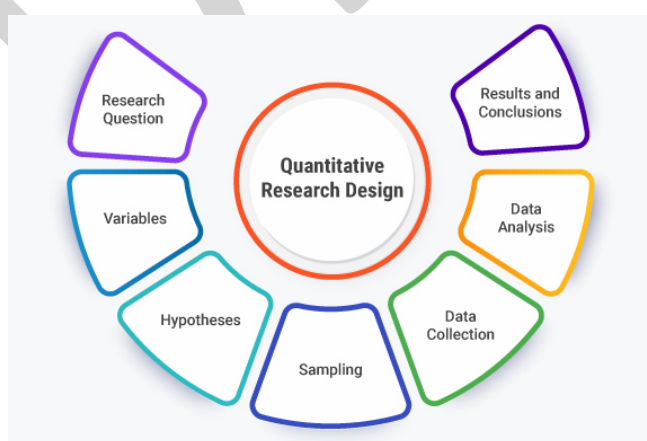 Research
Question
Variables
Hypotheses
Sampling
Data
Collection
Data
Analysis
Results and
Conclusions
Quantitative
Research Design